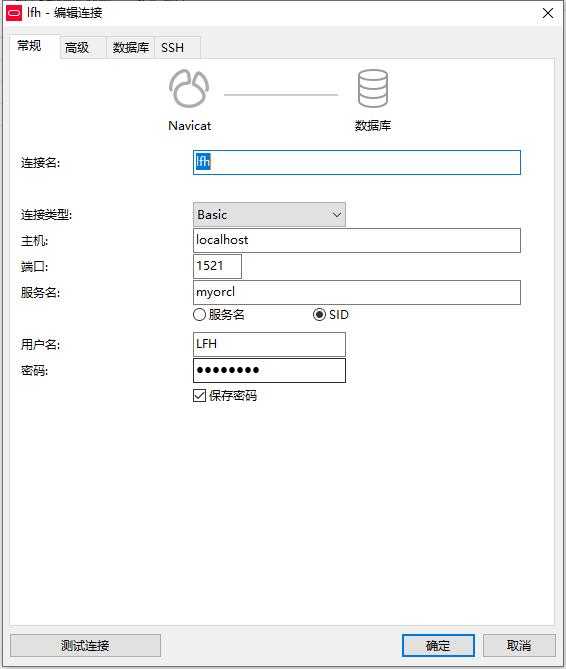 lfh - 编辑连接
常规 高级 数据库 SSH
Navicat 数据库
连接名: lfh
连接类型: Basic
主机: localhost
端口: 1521
服务名: myorcl
服务名 SID
用户名: LFH
密码: ●●●●●●●●
保存密码
测试连接 确定 取消